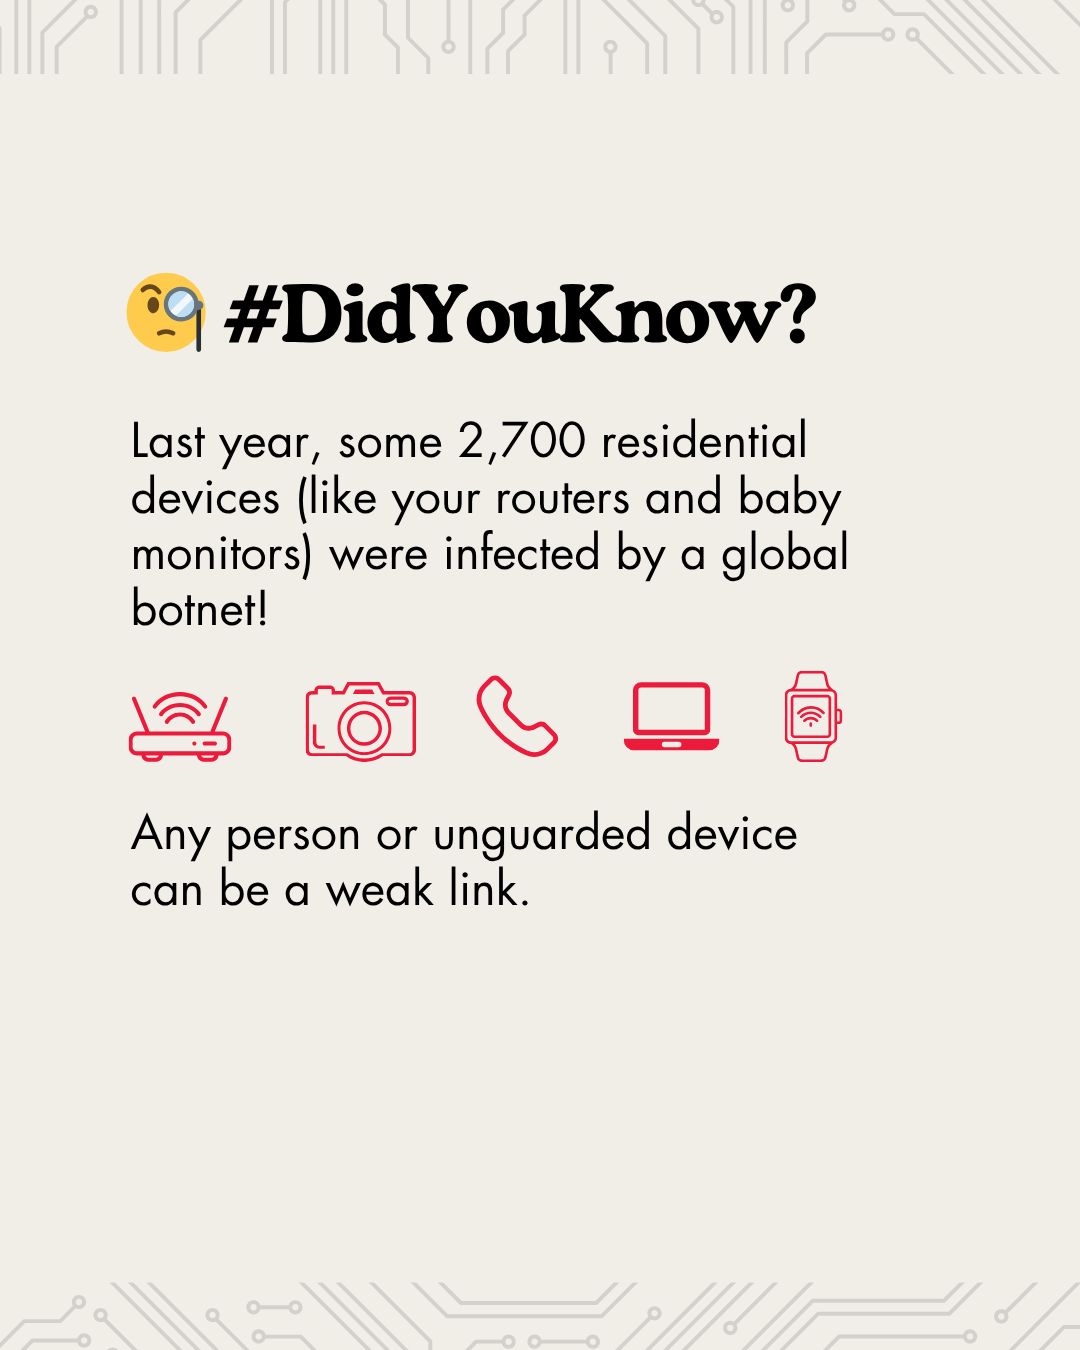 #DidYouKnow?
Last year, some 2,700 residential
devices (like your routers and baby
monitors) were infected by a global
botnet!
Any person or unguarded device
can be a weak link.